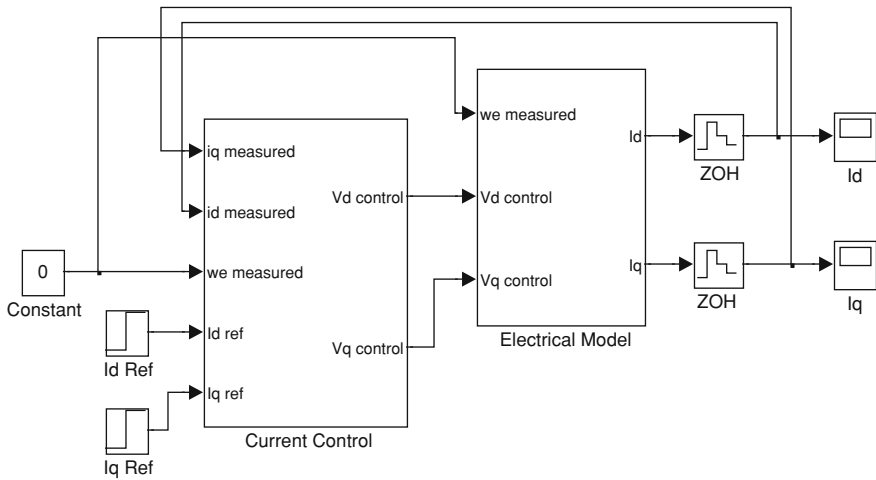 iq measured
id measured
we measured
Id ref
Iq ref
Vd control
Vq control
Current Control
we measured
Vd control
Vq control
Id
Iq
Electrical Model
ZOH
ZOH
Id
Iq
0
Constant
Id Ref
Iq Ref